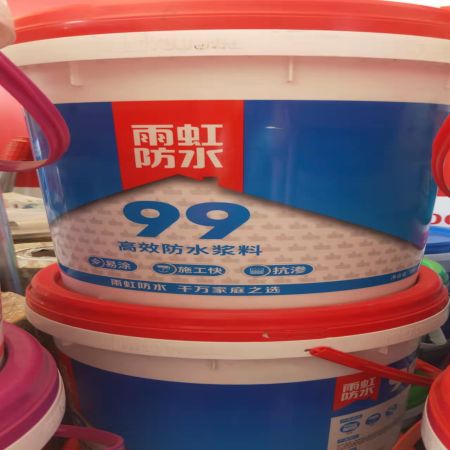 雨虹
防水
99
高效防水浆料
易涂 施工快 抗渗
雨虹防水 千万家庭之选
雨虹
防水
9